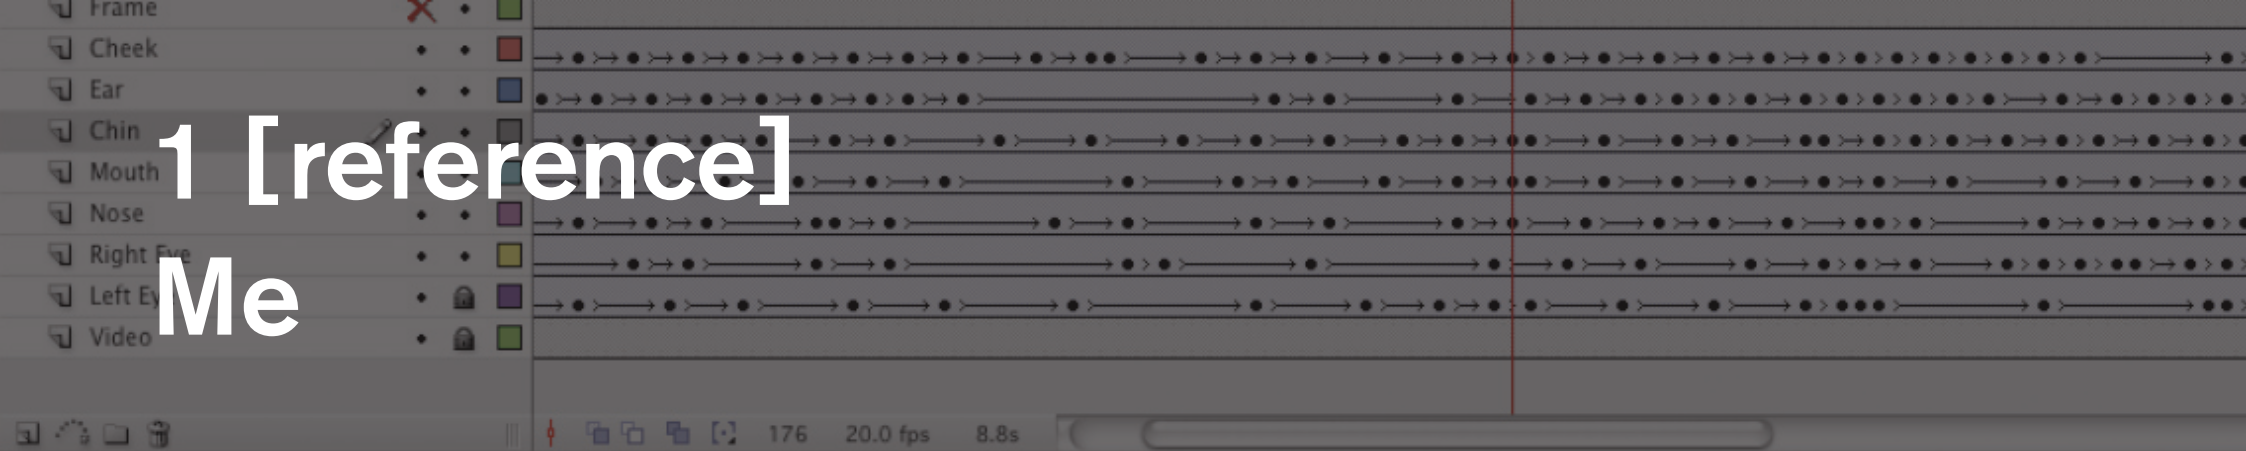 Frame
Cheek
Ear
Chin
1 [reference]
Mouth
Nose
Right Eye
Me
Left Ey
Video
176 20.0 fps 8.8s